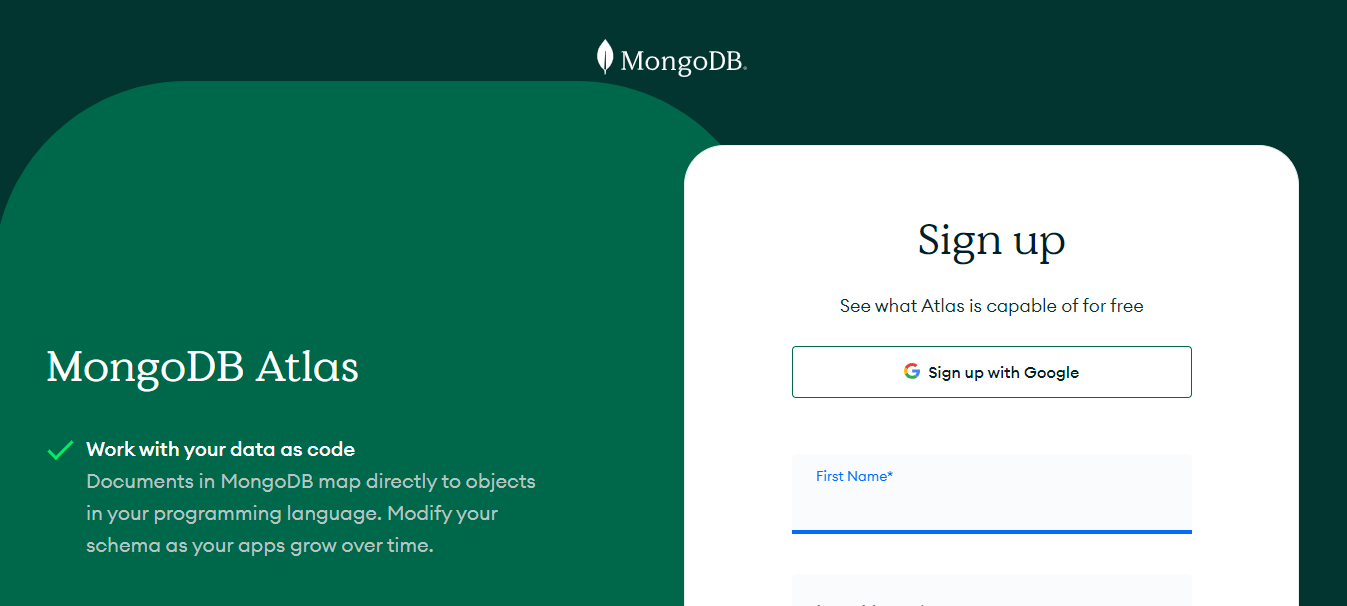 MongoDB.
MongoDB Atlas
Work with your data as code
Documents in MongoDB map directly to objects
in your programming language. Modify your
schema as your apps grow over time.
Sign up
See what Atlas is capable of for free
Sign up with Google
First Name*